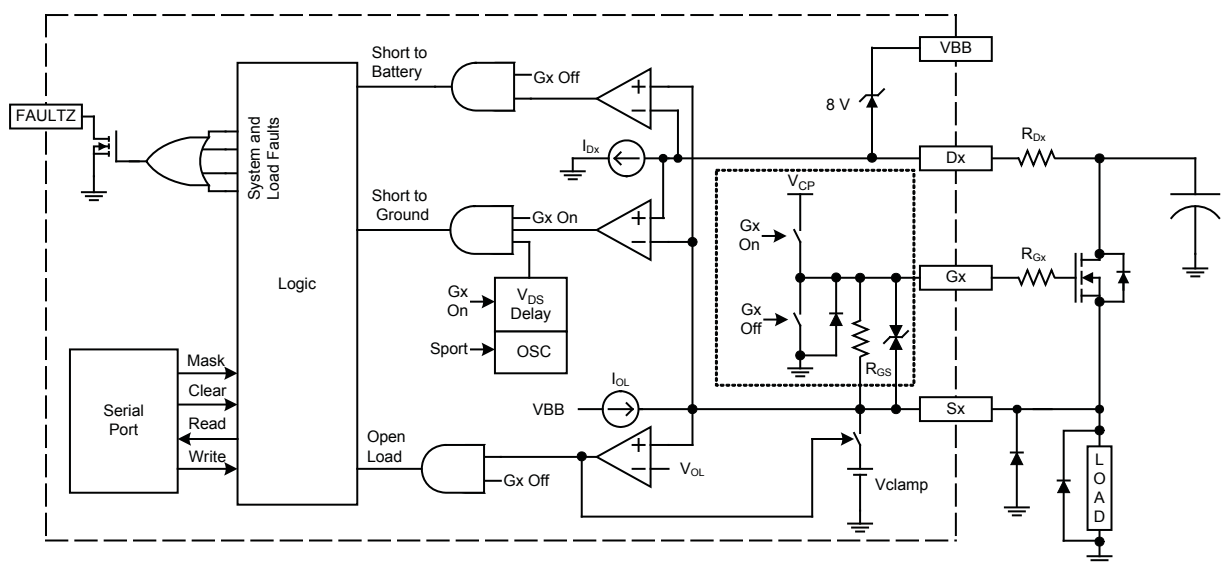 VBB
Short to
Battery
Gx Off
8 V
FAULTZ
System and
Load Faults
I_Dx
Dx
R_Dx
V_CP
Short to
Ground
Gx On
Gx
On
Gx
R_Gx
Logic
Gx
On
V_DS
Delay
Gx
Off
Sport
OSC
R_GS
Mask
Clear
Serial
Port
Read
Write
I_OL
VBB
Sx
Open
Load
V_OL
Gx Off
Vclamp
LOAD